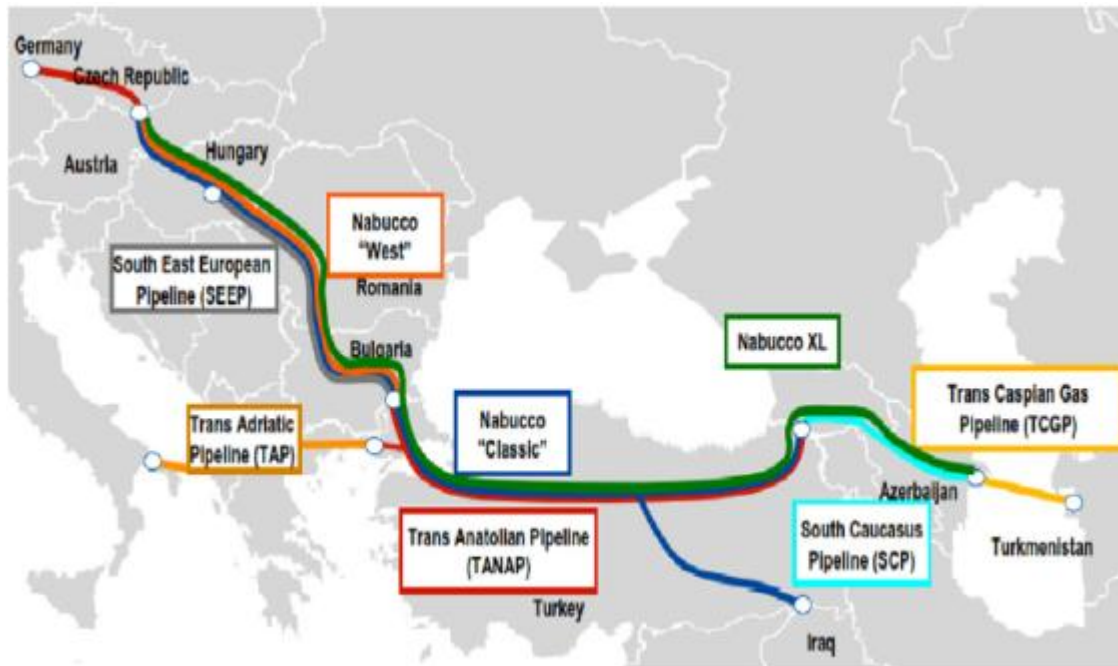 Germany
Czech Republic
Austria
Hungary
Nabucco
"West"
South East European
Pipeline (SEEP)
Romania
Bulgaria
Nabucco XL
Trans Caspian Gas
Pipeline (TCGP)
Trans Adriatic
Pipeline (TAP)
Nabucco
"Classic"
Azerbaijan
Trans Anatolian Pipeline
(TANAP)
South Caucasus
Pipeline (SCP)
Turkmenistan
Turkey
Iraq